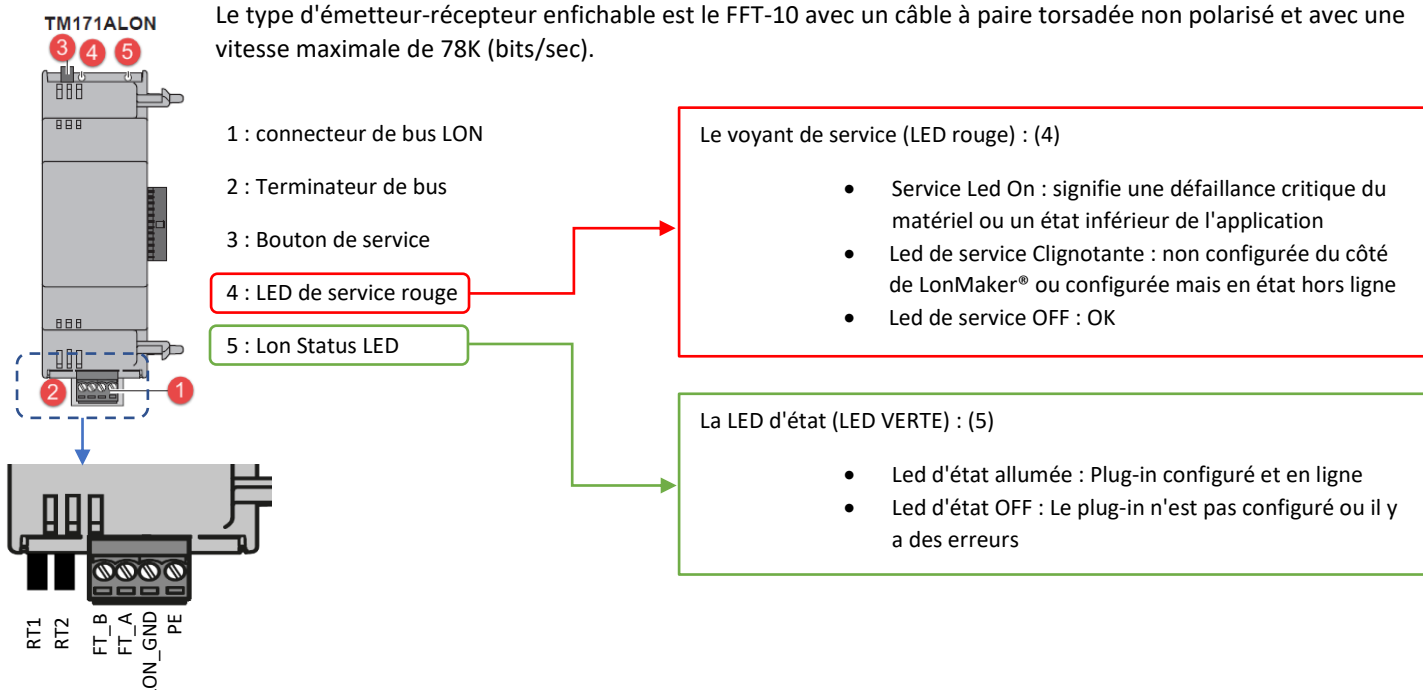 Le type d'émetteur-récepteur enfichable est le FFT-10 avec un câble à paire torsadée non polarisé et avec une
vitesse maximale de 78K (bits/sec).
TM171ALON
3 4 5
1 : connecteur de bus LON
2 : Terminateur de bus
3 : Bouton de service
4 : LED de service rouge
5 : Lon Status LED
Le voyant de service (LED rouge) : (4)
• Service Led On : signifie une défaillance critique du
matériel ou un état inférieur de l'application
• Led de service Clignotante : non configurée du côté
de LonMaker® ou configurée mais en état hors ligne
• Led de service OFF : OK
La LED d'état (LED VERTE) : (5)
• Led d'état allumée : Plug-in configuré et en ligne
• Led d'état OFF : Le plug-in n'est pas configuré ou il y
a des erreurs
2 1
RT1
RT2
FT_B
FT_A
LON_GND
PE